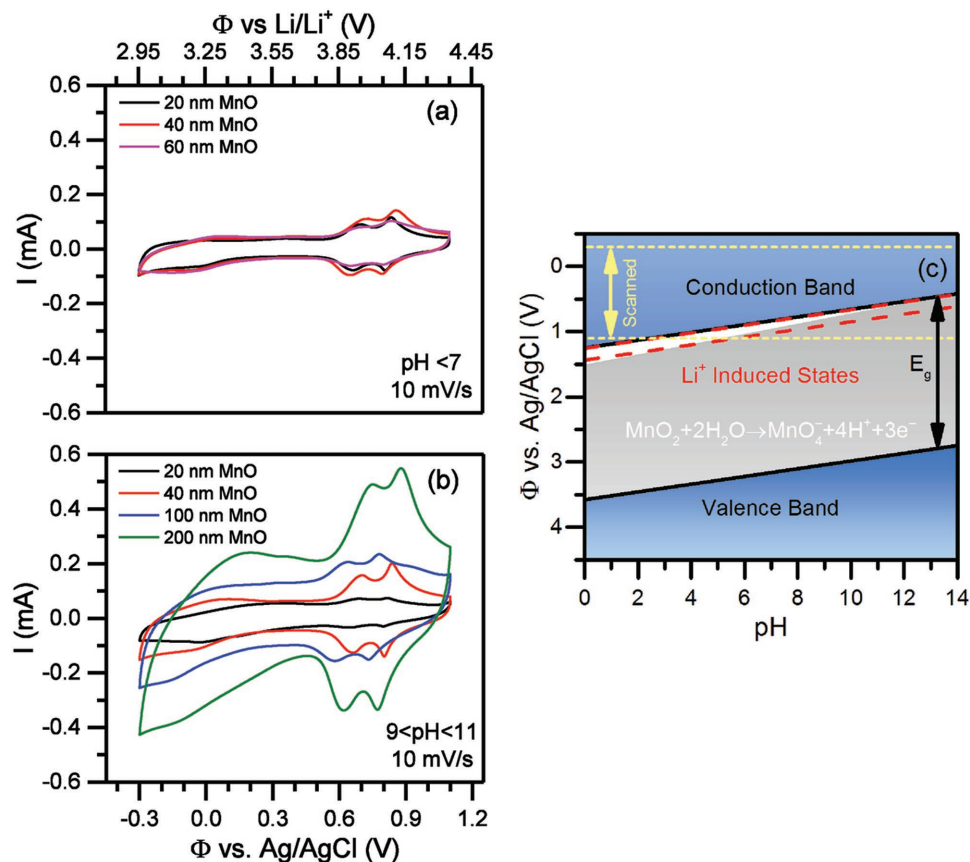 Φ vs Li/Li⁺ (V)
2.95 3.25 3.55 3.85 4.15 4.45
0.6
0.4
0.2
0.0
-0.2
-0.4
-0.6
I (mA)
20 nm MnO
40 nm MnO
60 nm MnO
(a)
pH <7
10 mV/s
0.6
0.4
0.2
0.0
-0.2
-0.4
-0.6
I (mA)
20 nm MnO
40 nm MnO
100 nm MnO
200 nm MnO
(b)
9<pH<11
10 mV/s
-0.3 0.0 0.3 0.6 0.9 1.2
Φ vs. Ag/AgCl (V)
(c)
Φ vs. Ag/AgCl (V)
0
1
2
3
4
Scanned
Conduction Band
Li⁺ Induced States
E_g
MnO₂+2H₂O→MnO₄⁻+4H⁺+3e⁻
Valence Band
0 2 4 6 8 10 12 14
pH